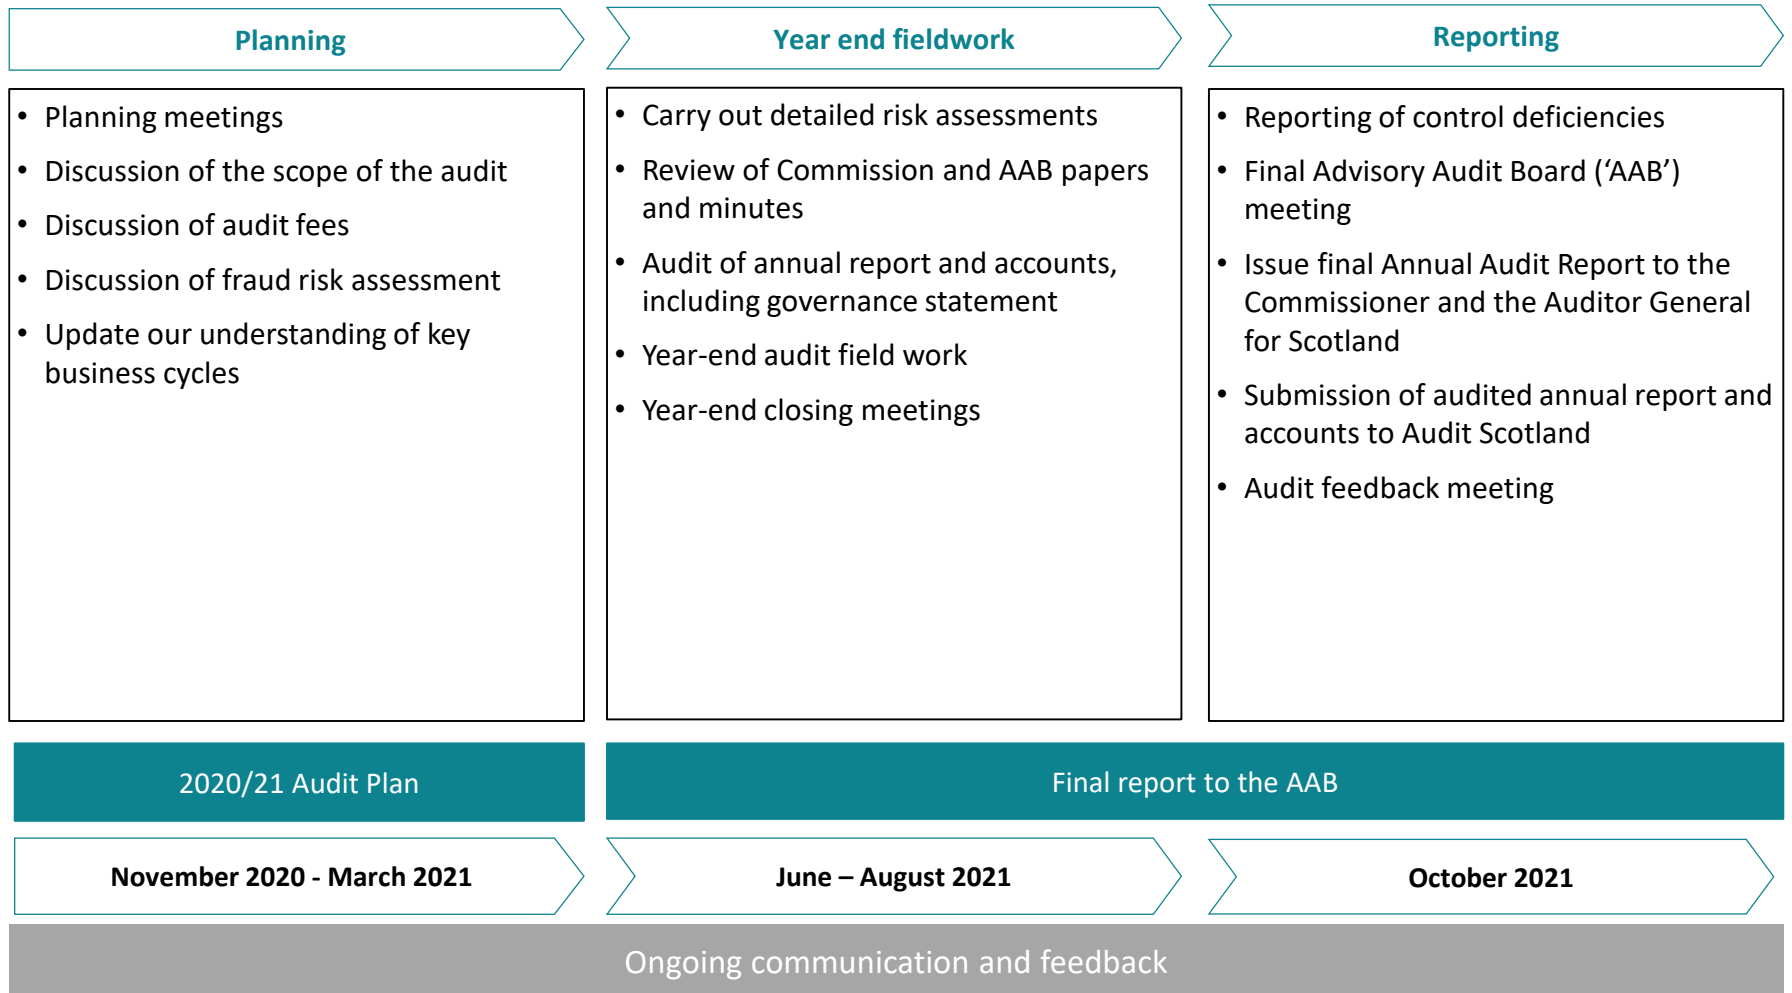 Planning
Year end fieldwork
Reporting
• Planning meetings
• Discussion of the scope of the audit
• Discussion of audit fees
• Discussion of fraud risk assessment
• Update our understanding of key
business cycles
• Carry out detailed risk assessments
• Review of Commission and AAB papers
and minutes
• Audit of annual report and accounts,
including governance statement
• Year-end audit field work
• Year-end closing meetings
• Reporting of control deficiencies
• Final Advisory Audit Board (‘AAB’)
meeting
• Issue final Annual Audit Report to the
Commissioner and the Auditor General
for Scotland
• Submission of audited annual report and
accounts to Audit Scotland
• Audit feedback meeting
2020/21 Audit Plan
Final report to the AAB
November 2020 - March 2021
June – August 2021
October 2021
Ongoing communication and feedback